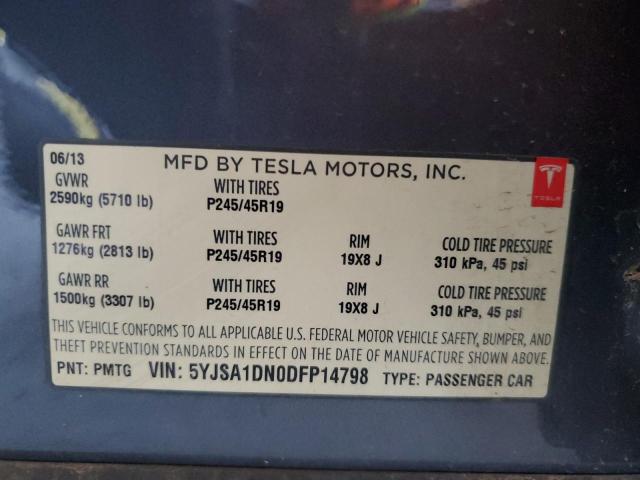 06/13 MFD BY TESLA MOTORS, INC.
GVWR WITH TIRES
2590kg (5710 lb) P245/45R19
TESLA
GAWR FRT WITH TIRES RIM COLD TIRE PRESSURE
1276kg (2813 lb) P245/45R19 19X8 J 310 kPa, 45 psi
GAWR RR WITH TIRES RIM COLD TIRE PRESSURE
1500kg (3307 lb) P245/45R19 19X8 J 310 kPa, 45 psi
THIS VEHICLE CONFORMS TO ALL APPLICABLE U.S. FEDERAL MOTOR VEHICLE SAFETY, BUMPER, AND
THEFT PREVENTION STANDARDS IN EFFECT ON THE DATE OF MANUFACTURE SHOWN ABOVE.
PNT: PMTG VIN: 5YJSA1DN0DFP14798 TYPE: PASSENGER CAR